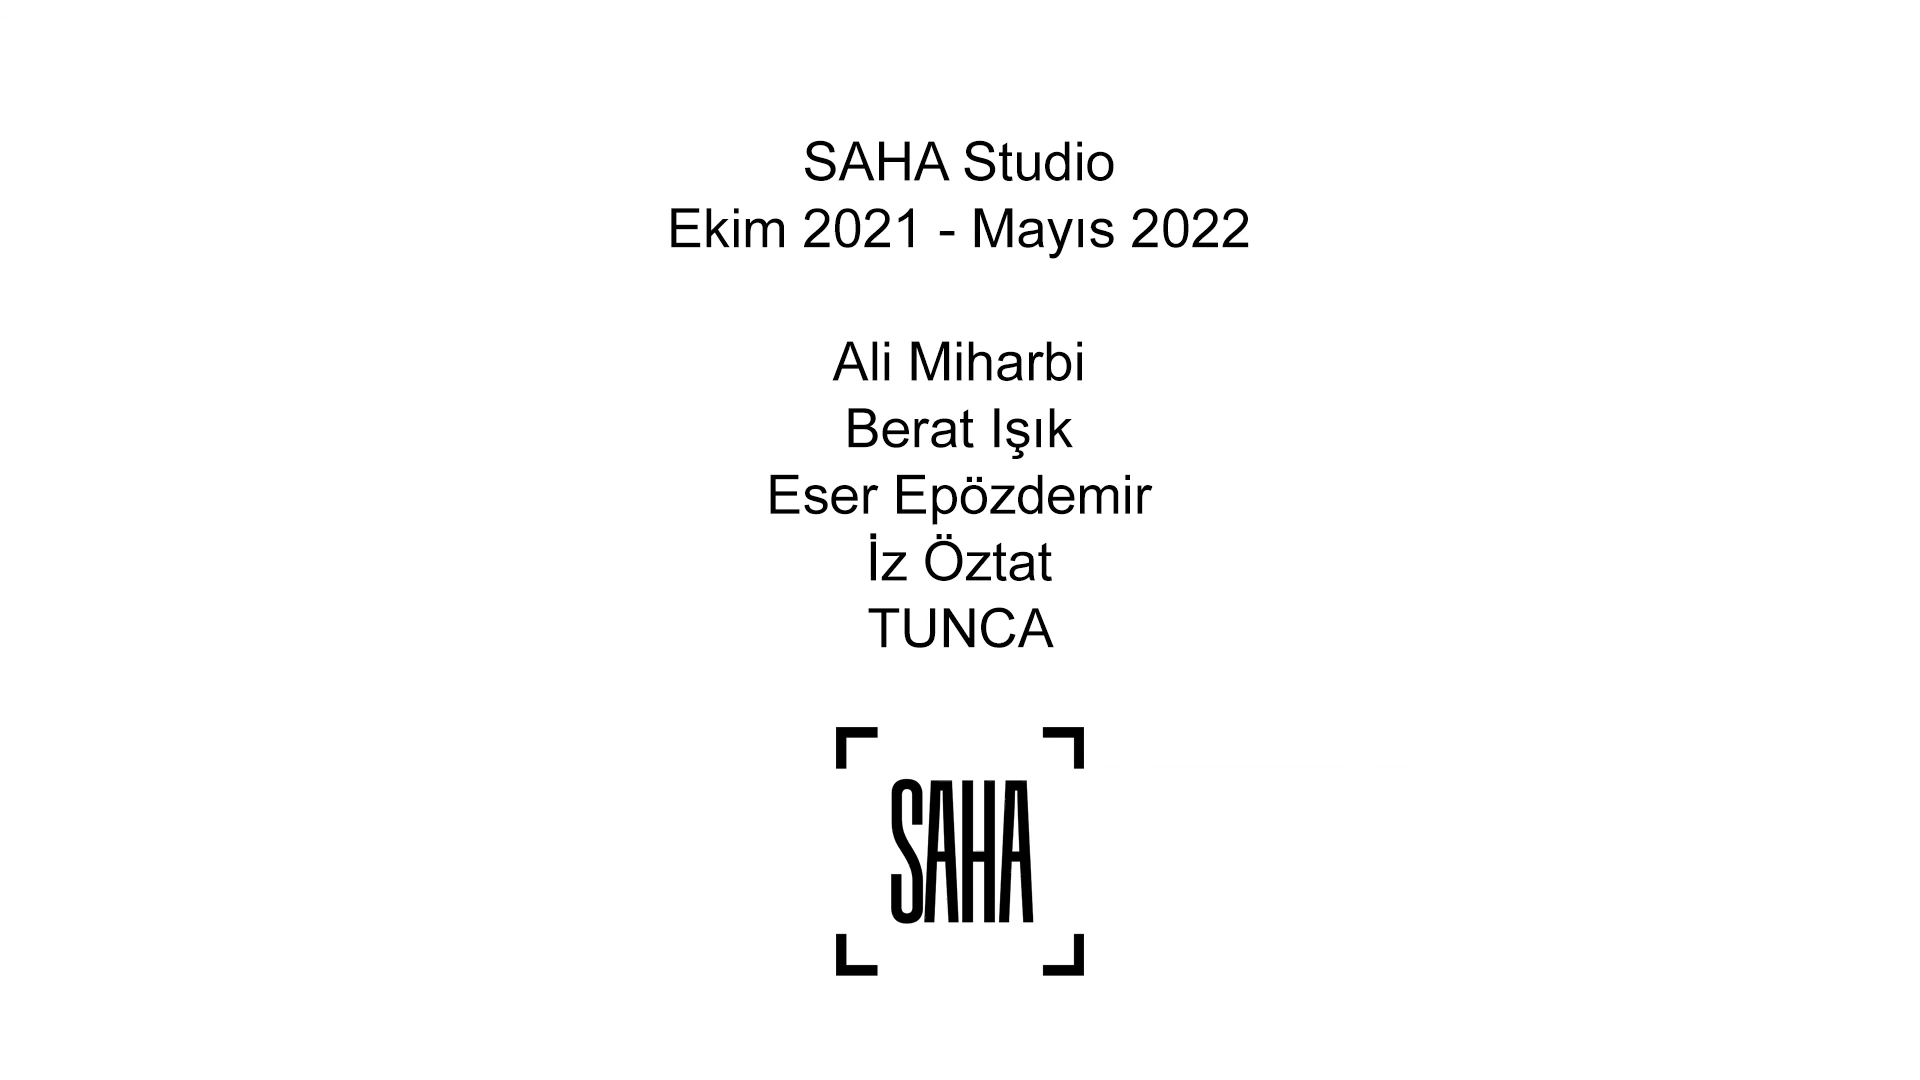 SAHA Studio
Ekim 2021 - Mayıs 2022
Ali Miharbi
Berat Işık
Eser Epözdemir
İz Öztat
TUNCA
SAHA